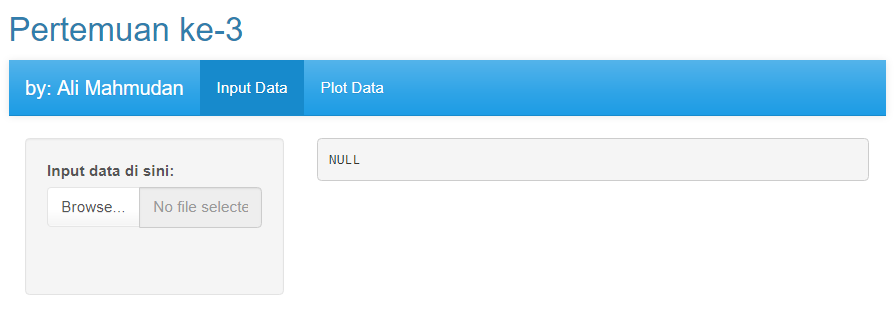 Pertemuan ke-3
by: Ali Mahmudan Input Data Plot Data
Input data di sini:
Browse... No file selecte
NULL